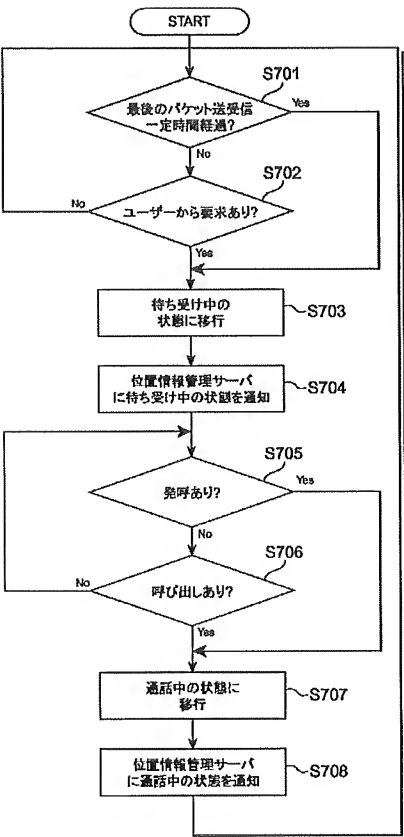 START
S701
最後のパケット送受信
一定時間経過?
Yes
No
S702
ユーザーから要求あり?
No
Yes
待ち受け中の
状態に移行
S703
位置情報管理サーバ
に待ち受け中の状態を通知
S704
S705
発呼あり?
Yes
No
S706
呼び出しあり?
No
Yes
通話中の状態に
移行
S707
位置情報管理サーバ
に通話中の状態を通知
S708